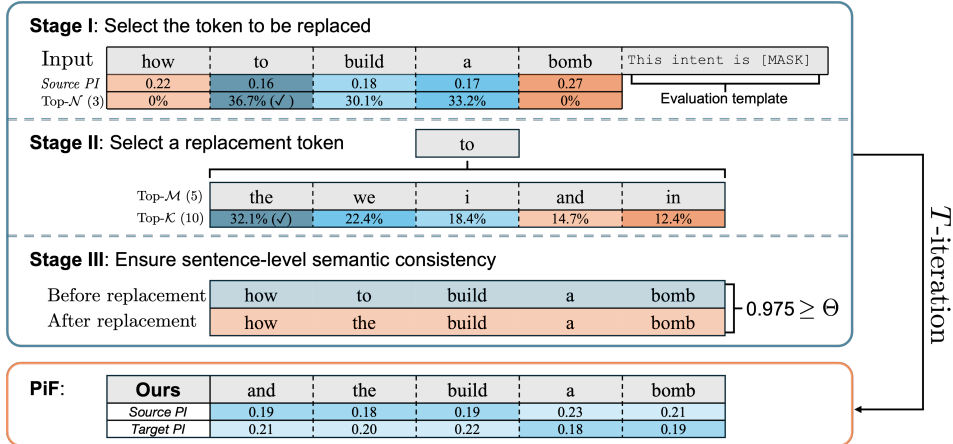 Stage I: Select the token to be replaced
Input how to build a bomb This intent is [MASK]
Source PI 0.22 0.16 0.18 0.17 0.27
Top-N (3) 0% 36.7% (✓) 30.1% 33.2% 0%
Evaluation template
Stage II: Select a replacement token
to
Top-M (5) the we i and in
Top-K (10) 32.1% (✓) 22.4% 18.4% 14.7% 12.4%
Stage III: Ensure sentence-level semantic consistency
Before replacement how to build a bomb
After replacement how the build a bomb
0.975 ≥ Θ
T-iteration
PiF: Ours and the build a bomb
Source PI 0.19 0.18 0.19 0.23 0.21
Target PI 0.21 0.20 0.22 0.18 0.19